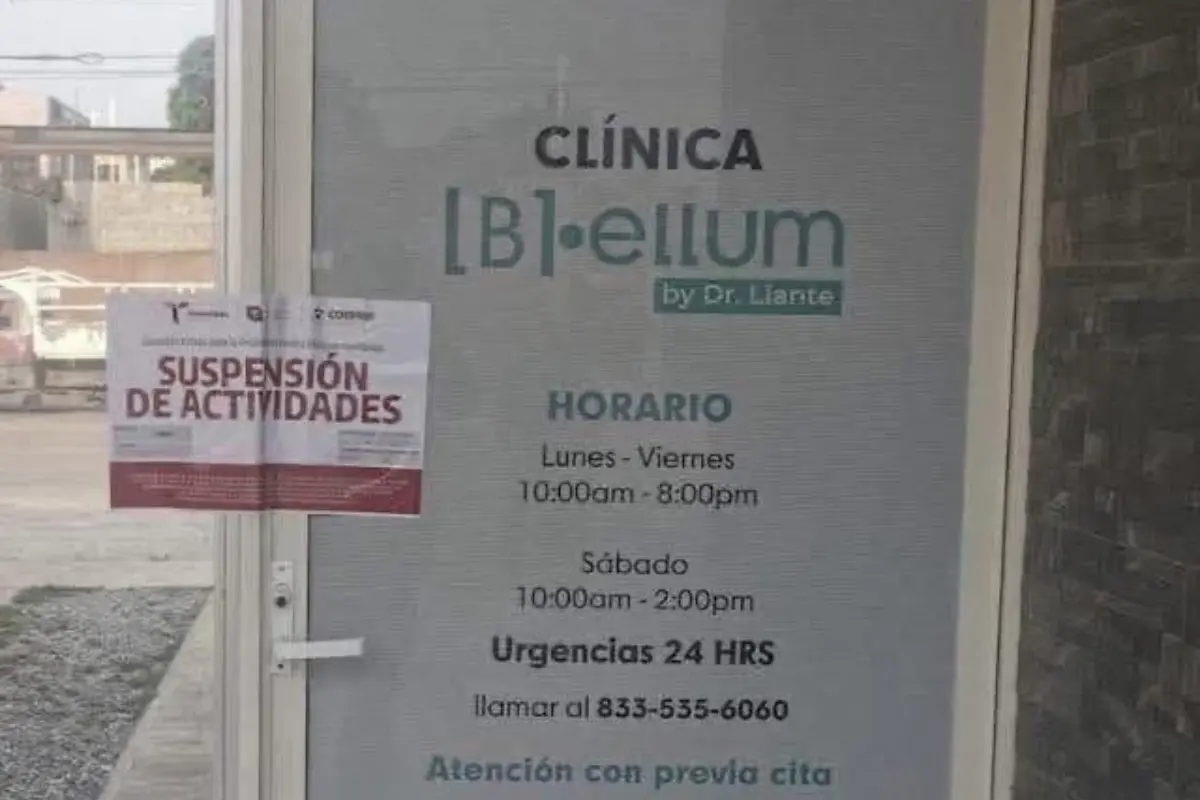 CLÍNICA
[B]•ellum
by Dr. Liante
HORARIO
Lunes - Viernes
10:00am - 8:00pm
Sábado
10:00am - 2:00pm
Urgencias 24 HRS
llamar al 833-535-6060
Atención con previa cita
SUSPENSIÓN
DE ACTIVIDADES